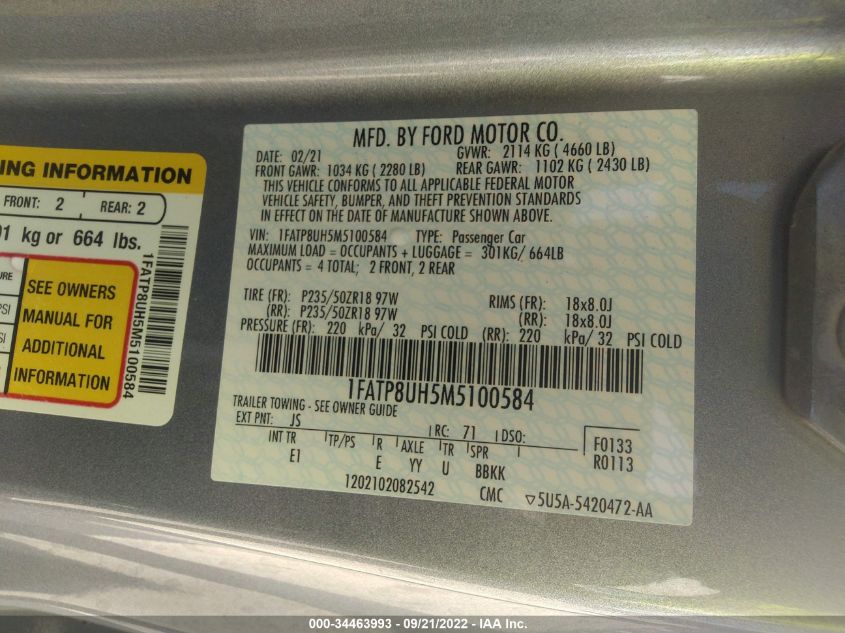 ING INFORMATION
FRONT: 2 REAR: 2
01 kg or 664 lbs.
URE
PSI
SI
SEE OWNERS
MANUAL FOR
ADDITIONAL
INFORMATION
1FATP8UH5M5100584
MFD. BY FORD MOTOR CO.
DATE: 02/21 GVWR: 2114 KG ( 4660 LB)
FRONT GAWR: 1034 KG ( 2280 LB) REAR GAWR: 1102 KG ( 2430 LB)
THIS VEHICLE CONFORMS TO ALL APPLICABLE FEDERAL MOTOR
VEHICLE SAFETY, BUMPER, AND THEFT PREVENTION STANDARDS
IN EFFECT ON THE DATE OF MANUFACTURE SHOWN ABOVE.
VIN: 1FATP8UH5M5100584 TYPE: Passenger Car
MAXIMUM LOAD = OCCUPANTS + LUGGAGE = 301KG/ 664LB
OCCUPANTS = 4 TOTAL; 2 FRONT, 2 REAR
TIRE (FR): P235/50ZR18 97W RIMS (FR): 18x8.0J
(RR): P235/50ZR18 97W (RR): 18x8.0J
PRESSURE (FR): 220 kPa/ 32 PSI COLD (RR): 220 kPa/ 32 PSI COLD
1FATP8UH5M5100584
TRAILER TOWING - SEE OWNER GUIDE
EXT PNT: JS RC: 71 DSO: F0133
INT TR TP/PS R AXLE TR SPR R0113
E1 E YY U BBKK
1202102082542 CMC ▽5U5A-5420472-AA
000-34463993 - 09/21/2022 - IAA Inc.